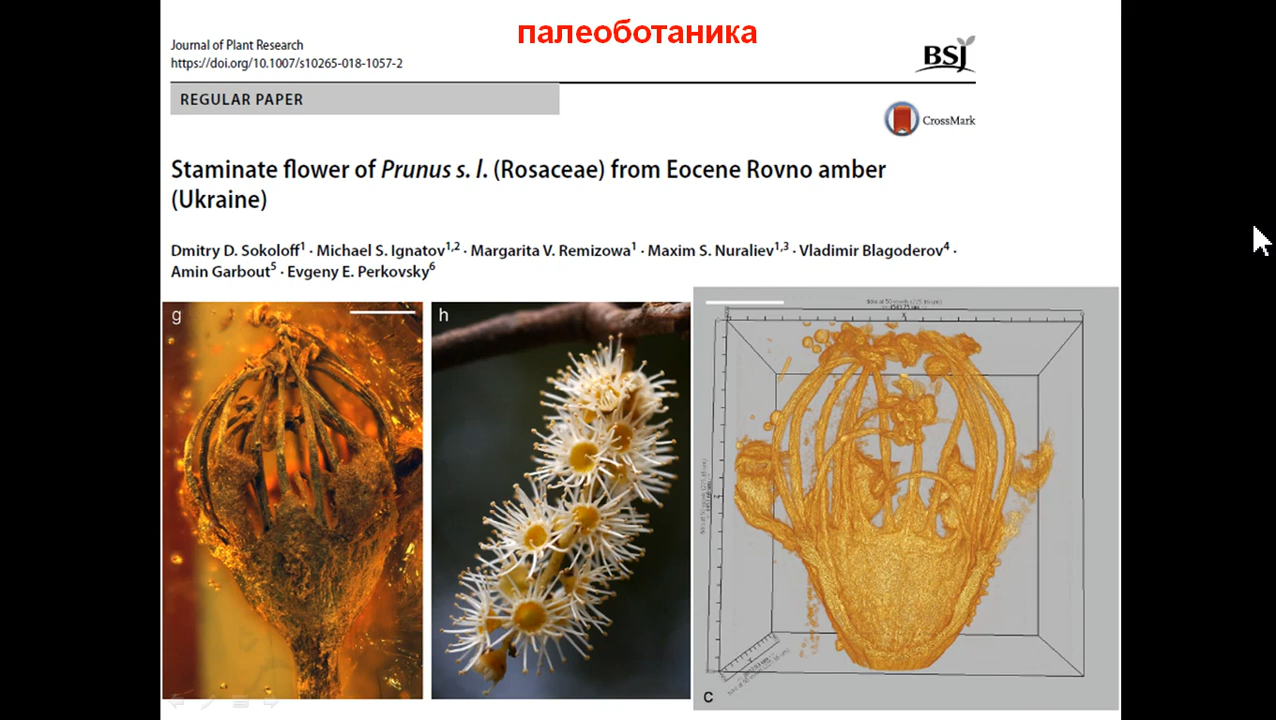 палеоботаника
Journal of Plant Research
https://doi.org/10.1007/s10265-018-1057-2
BSJ
REGULAR PAPER
CrossMark
Staminate flower of Prunus s. l. (Rosaceae) from Eocene Rovno amber
(Ukraine)
Dmitry D. Sokoloff1 · Michael S. Ignatov1,2 · Margarita V. Remizowa1 · Maxim S. Nuraliev1,3 · Vladimir Blagoderov4 ·
Amin Garbout5 · Evgeny E. Perkovsky6
g
h
c